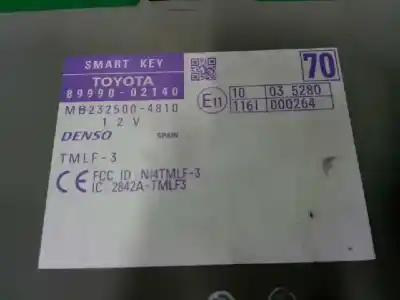 SMART KEY
TOYOTA
89990-02140
MB232500-4810
12V
DENSO SPAIN
TMLF-3
CE FCC ID NI4TMLF-3
IC 2842A-TMLF3
70
E11 10 03 5280
116I 000264